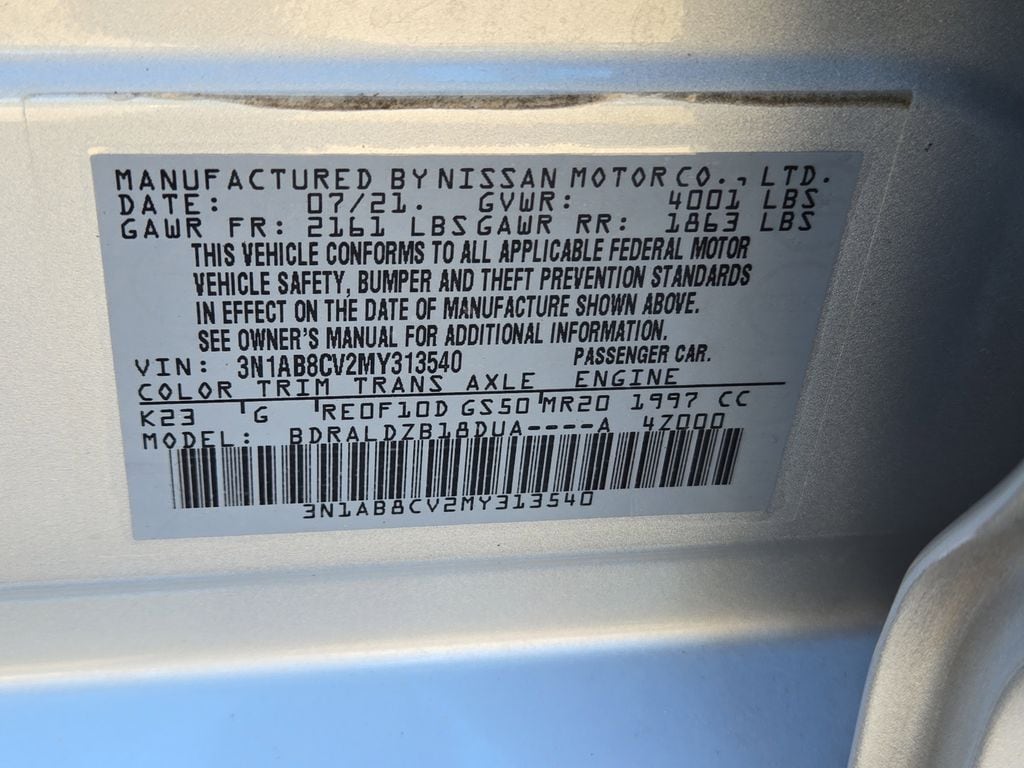 MANUFACTURED BY NISSAN MOTOR CO., LTD.
DATE: 07/21. GVWR: 4001 LBS
GAWR FR: 2161 LBS GAWR RR: 1863 LBS
THIS VEHICLE CONFORMS TO ALL APPLICABLE FEDERAL MOTOR
VEHICLE SAFETY, BUMPER AND THEFT PREVENTION STANDARDS
IN EFFECT ON THE DATE OF MANUFACTURE SHOWN ABOVE.
SEE OWNER'S MANUAL FOR ADDITIONAL INFORMATION.
VIN: 3N1AB8CV2MY313540 PASSENGER CAR.
COLOR TRIM TRANS AXLE ENGINE
K23 G RE0F10D GS50 MR20 1997 CC
MODEL: BDRALDZB18DUA----A 4Z000
3N1AB8CV2MY313540